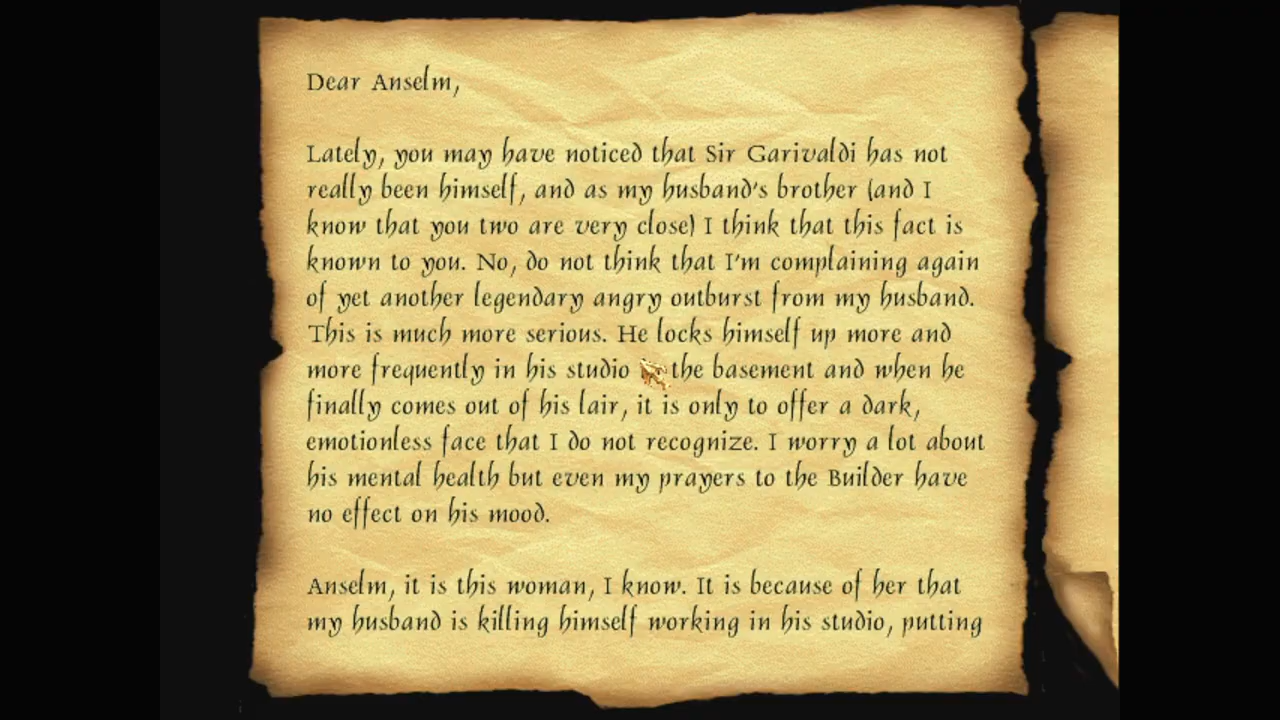 Dear Anselm,
Lately, you may have noticed that Sir Garivaldi has not
really been himself, and as my husband's brother (and I
know that you two are very close) I think that this fact is
known to you. No, do not think that I'm complaining again
of yet another legendary angry outburst from my husband.
This is much more serious. He locks himself up more and
more frequently in his studio the basement and when he
finally comes out of his lair, it is only to offer a dark,
emotionless face that I do not recognize. I worry a lot about
his mental health but even my prayers to the Builder have
no effect on his mood.
Anselm, it is this woman, I know. It is because of her that
my husband is killing himself working in his studio, putting